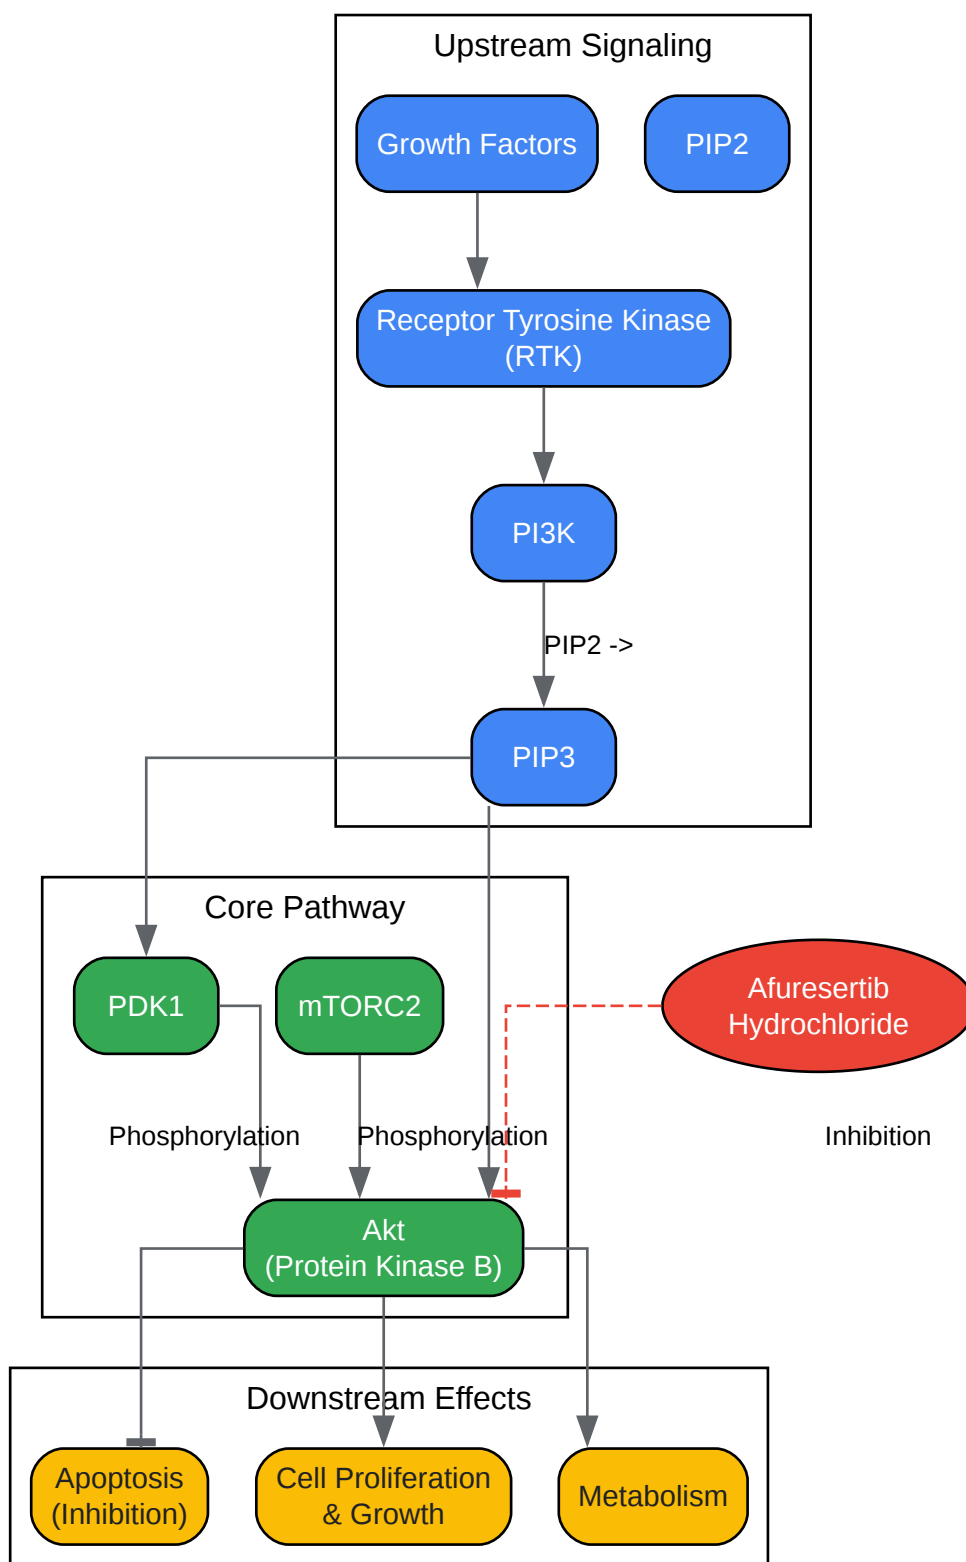 Upstream Signaling
Growth Factors
PIP2
Receptor Tyrosine Kinase
(RTK)
PI3K
PIP2 ->
PIP3
Core Pathway
PDK1
mTORC2
Afuresertib
Hydrochloride
Phosphorylation
Phosphorylation
Inhibition
Akt
(Protein Kinase B)
Downstream Effects
Apoptosis
(Inhibition)
Cell Proliferation
& Growth
Metabolism